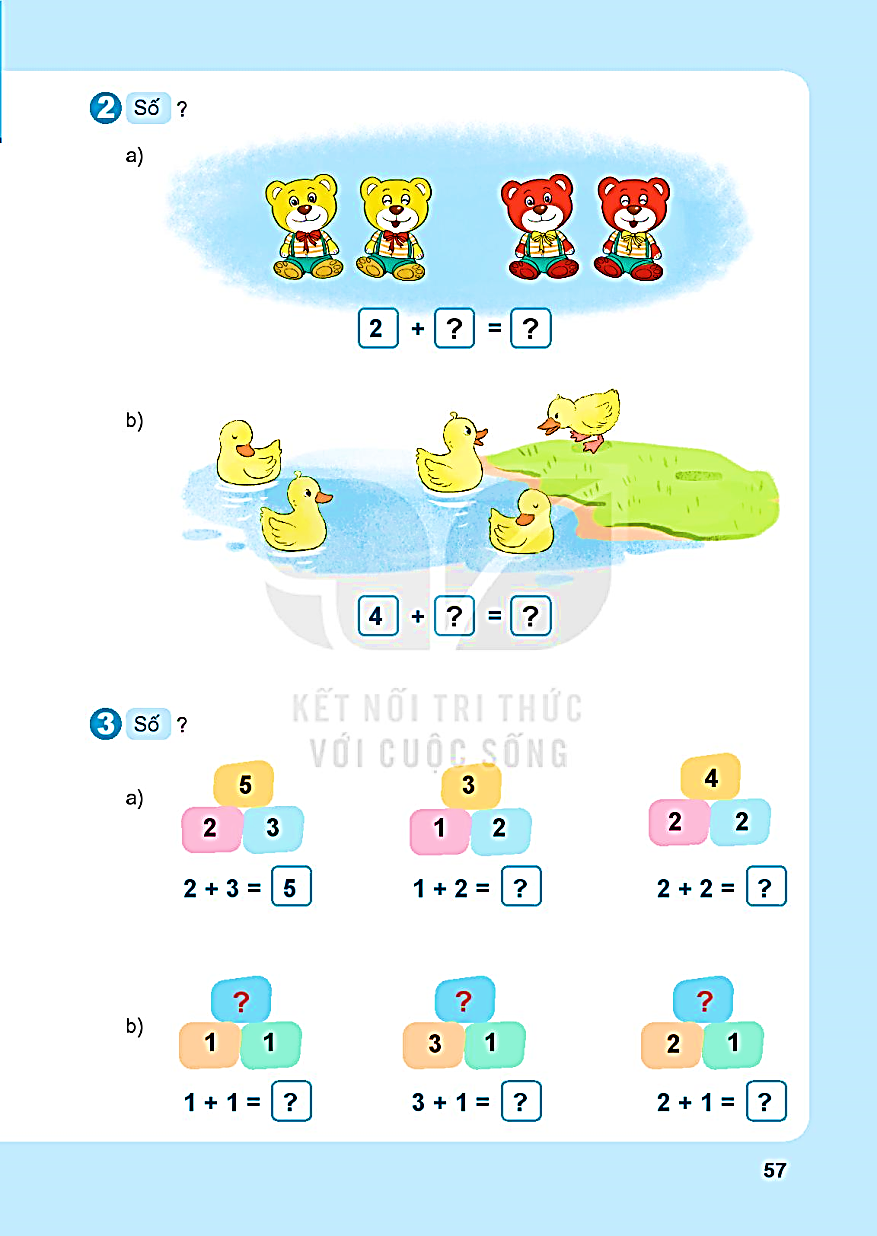 2 Số ?
a)
2 + ? = ?
b)
4 + ? = ?
KẾT NỐI TRI THỨC
VỚI CUỘC SỐNG
3 Số ?
a)
5 3 4
2 3 1 2 2 2
2 + 3 = 5 1 + 2 = ? 2 + 2 = ?
b)
? ? ?
1 1 3 1 2 1
1 + 1 = ? 3 + 1 = ? 2 + 1 = ?
57